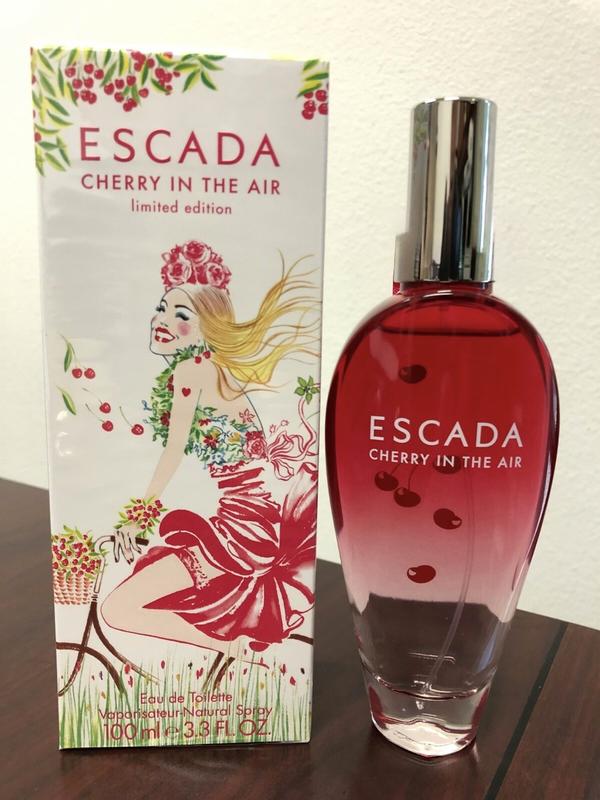 ESCADA
CHERRY IN THE AIR
limited edition
Eau de Toilette
Vaporisateur-Natural Spray
100 ml e 3.3 FL. OZ.
ESCADA
CHERRY IN THE AIR